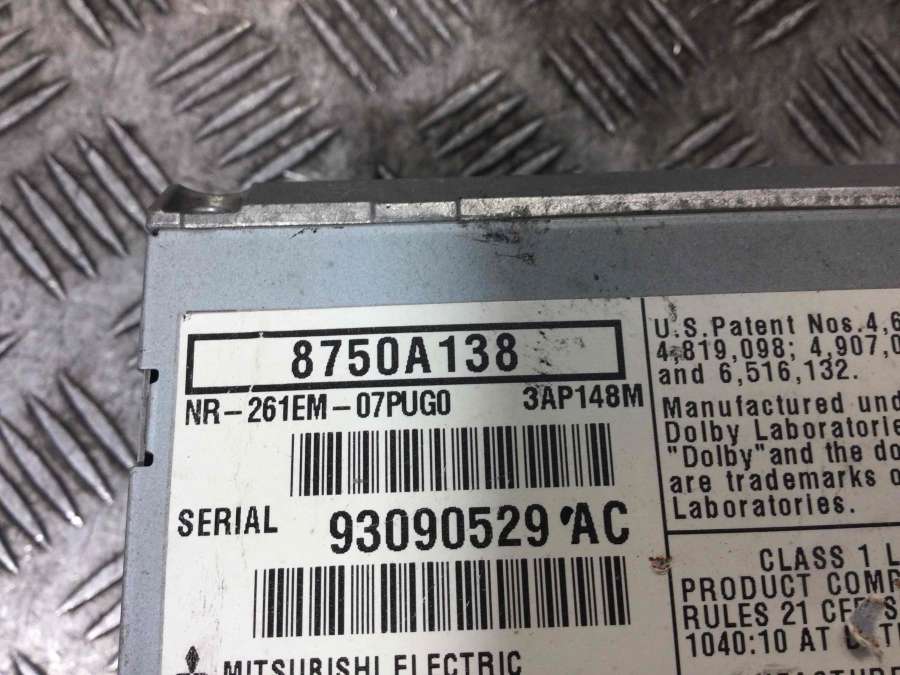 8750A138
NR-261EM-07PUG0 3AP148M
SERIAL 93090529 AC
MITSUBISHI ELECTRIC
U.S.Patent Nos.4,6
4,819,098; 4,907,0
and 6,516,132.
Manufactured und
Dolby Laboratorie
"Dolby" and the do
are trademarks o
Laboratories.
CLASS 1 L
PRODUCT COMP
RULES 21 CFR S
1040:10 AT